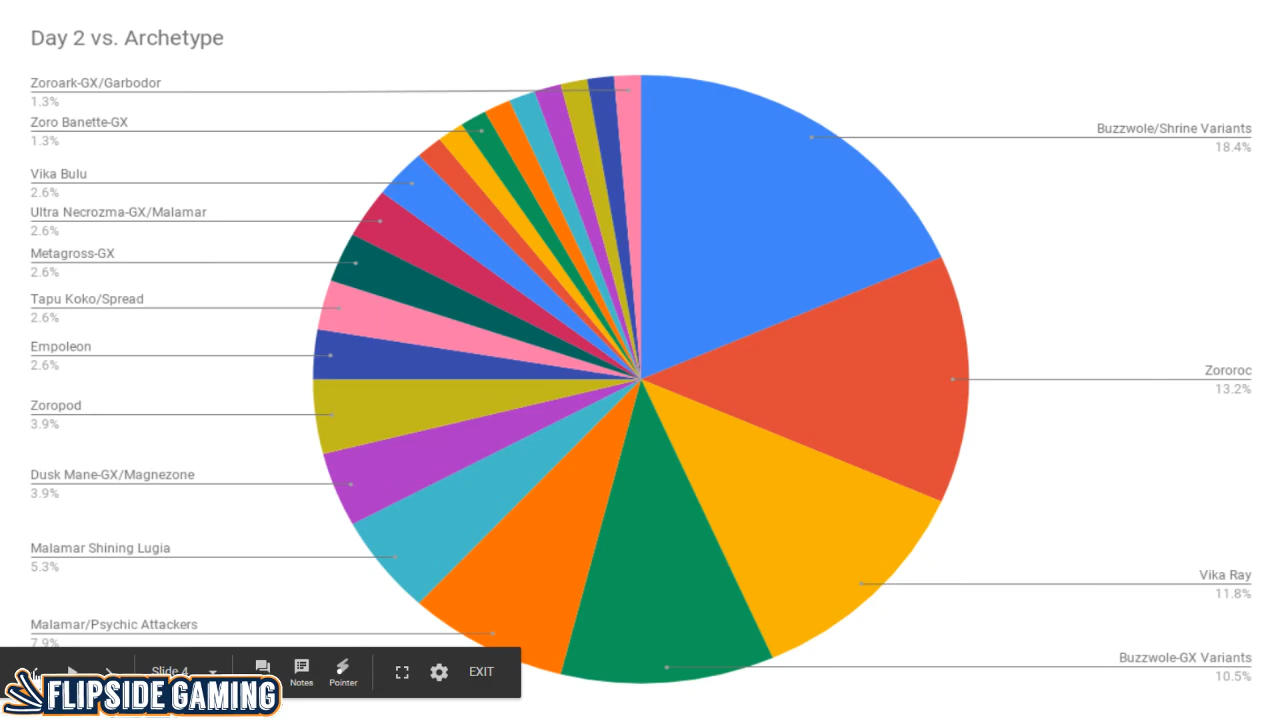 Day 2 vs. Archetype
Zoroark-GX/Garbodor
1.3%
Zoro Banette-GX
1.3%
Vika Bulu
2.6%
Ultra Necrozma-GX/Malamar
2.6%
Metagross-GX
2.6%
Tapu Koko/Spread
2.6%
Empoleon
2.6%
Zoropod
3.9%
Dusk Mane-GX/Magnezone
3.9%
Malamar Shining Lugia
5.3%
Malamar/Psychic Attackers
7.9%
Buzzwole/Shrine Variants
18.4%
Zororoc
13.2%
Vika Ray
11.8%
Buzzwole-GX Variants
10.5%
Slide 4
Notes
Pointer
EXIT
FLIPSIDE GAMING